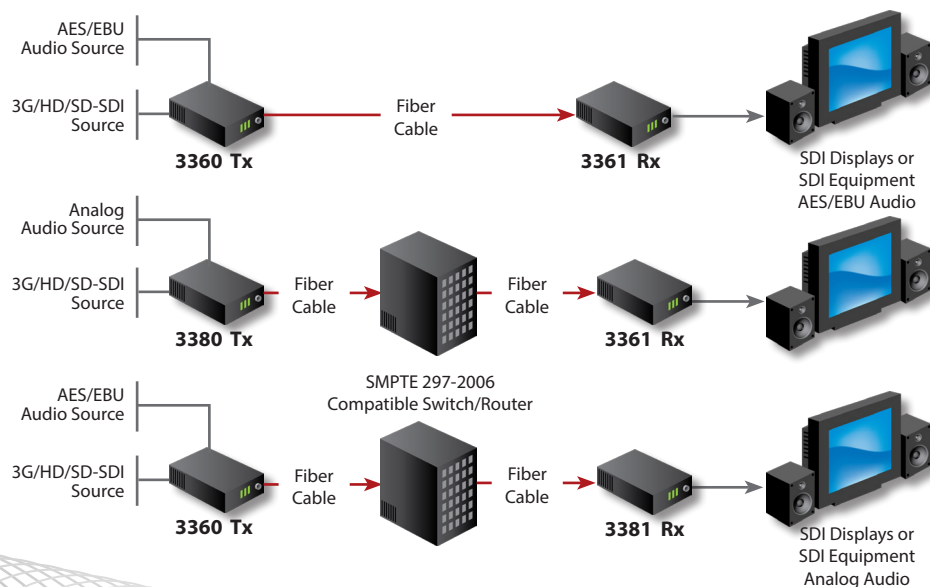 AES/EBU
Audio Source
3G/HD/SD-SDI
Source
3360 Tx
Fiber
Cable
3361 Rx
SDI Displays or
SDI Equipment
AES/EBU Audio
Analog
Audio Source
3G/HD/SD-SDI
Source
3380 Tx
Fiber
Cable
Fiber
Cable
3361 Rx
SMPTE 297-2006
Compatible Switch/Router
AES/EBU
Audio Source
3G/HD/SD-SDI
Source
3360 Tx
Fiber
Cable
Fiber
Cable
3381 Rx
SDI Displays or
SDI Equipment
Analog Audio